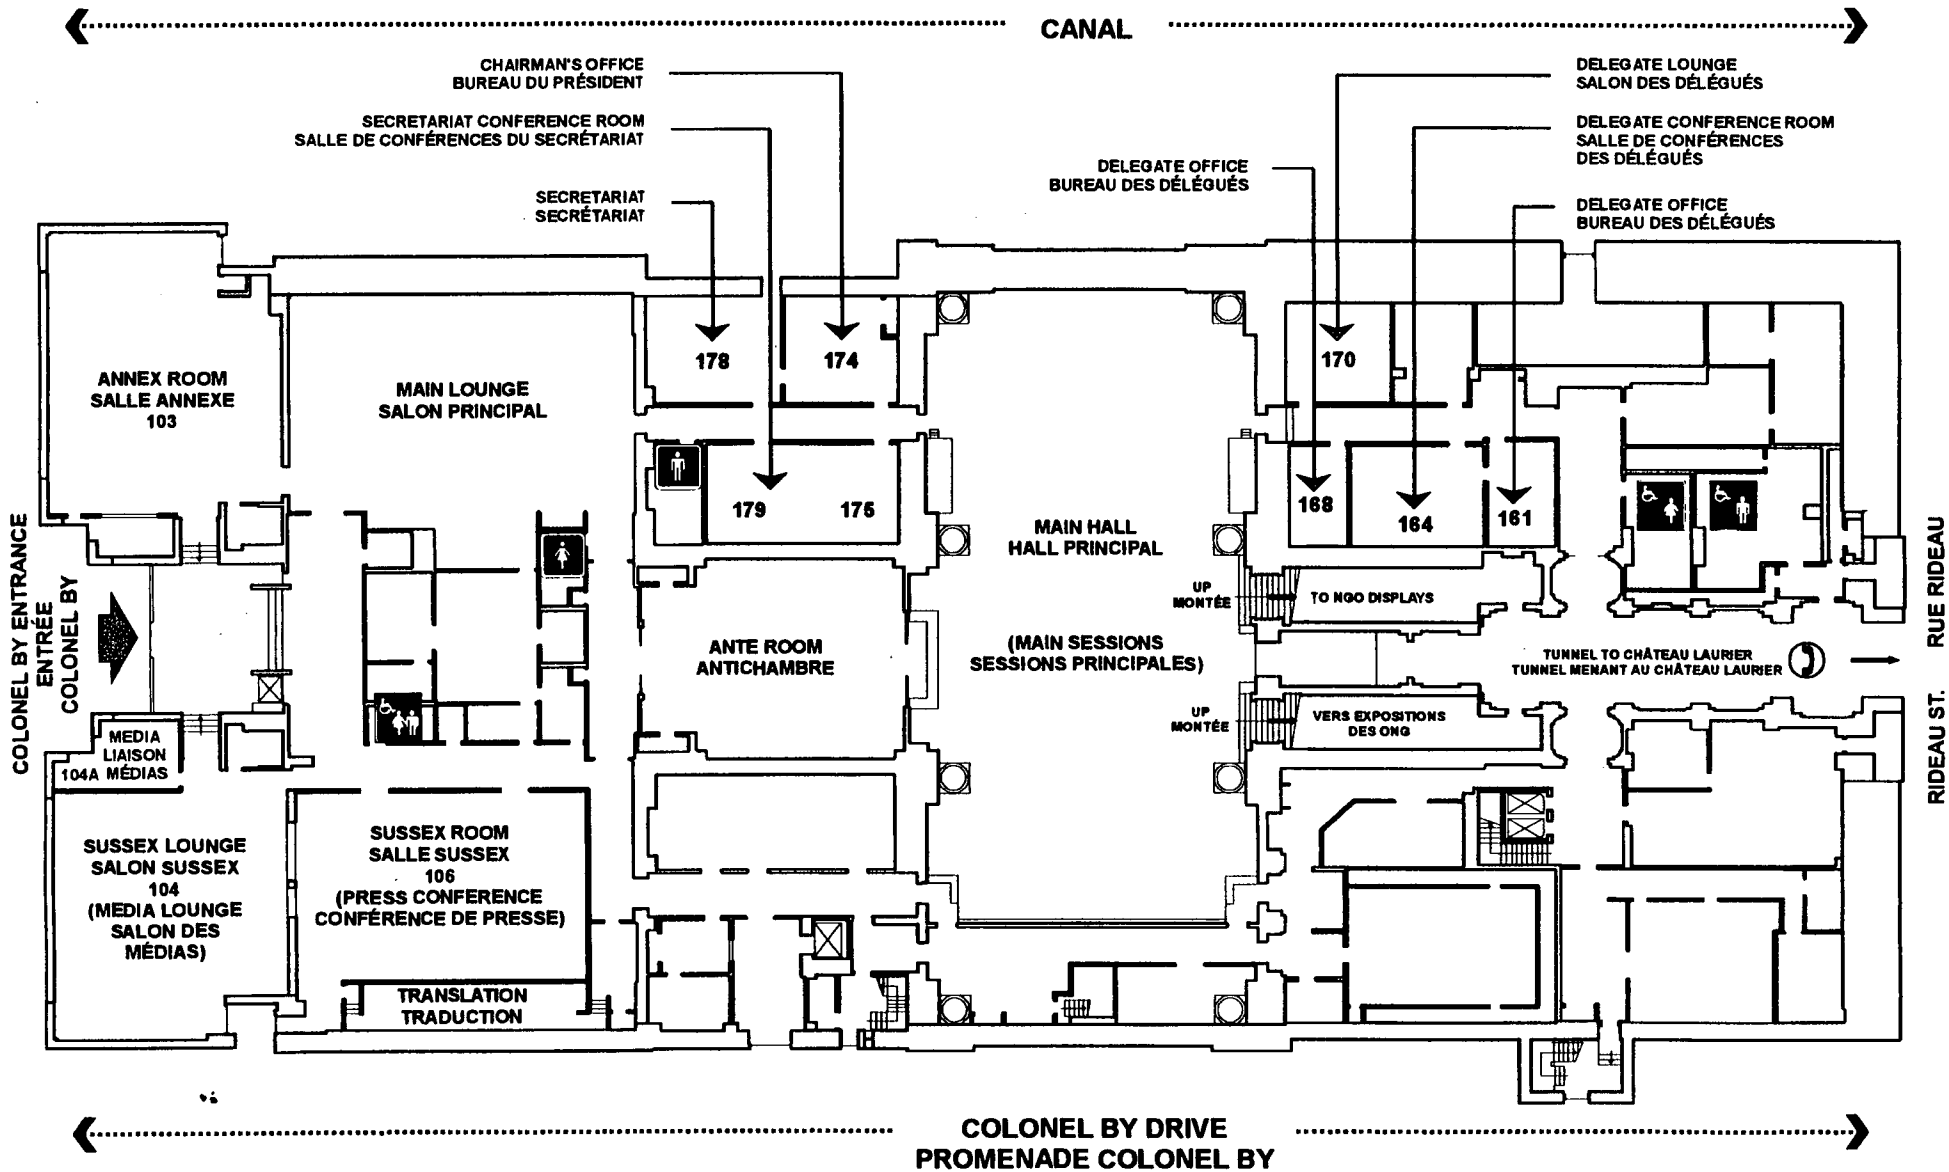 CANAL
CHAIRMAN'S OFFICE
BUREAU DU PRÉSIDENT
SECRETARIAT CONFERENCE ROOM
SALLE DE CONFÉRENCES DU SECRÉTARIAT
SECRETARIAT
SECRÉTARIAT
DELEGATE OFFICE
BUREAU DES DÉLÉGUÉS
DELEGATE LOUNGE
SALON DES DÉLÉGUÉS
DELEGATE CONFERENCE ROOM
SALLE DE CONFÉRENCES
DES DÉLÉGUÉS
DELEGATE OFFICE
BUREAU DES DÉLÉGUÉS
ANNEX ROOM
SALLE ANNEXE
103
MAIN LOUNGE
SALON PRINCIPAL
178
174
170
179
175
168
164
161
MAIN HALL
HALL PRINCIPAL
(MAIN SESSIONS
SESSIONS PRINCIPALES)
UP
MONTÉE
TO NGO DISPLAYS
ANTE ROOM
ANTICHAMBRE
TUNNEL TO CHÂTEAU LAURIER
TUNNEL MENANT AU CHÂTEAU LAURIER
UP
MONTÉE
VERS EXPOSITIONS
DES ONG
COLONEL BY ENTRANCE
ENTRÉE
COLONEL BY
RUE RIDEAU
RIDEAU ST.
MEDIA
LIAISON
104A MÉDIAS
SUSSEX LOUNGE
SALON SUSSEX
104
(MEDIA LOUNGE
SALON DES
MÉDIAS)
SUSSEX ROOM
SALLE SUSSEX
106
(PRESS CONFERENCE
CONFÉRENCE DE PRESSE)
TRANSLATION
TRADUCTION
COLONEL BY DRIVE
PROMENADE COLONEL BY